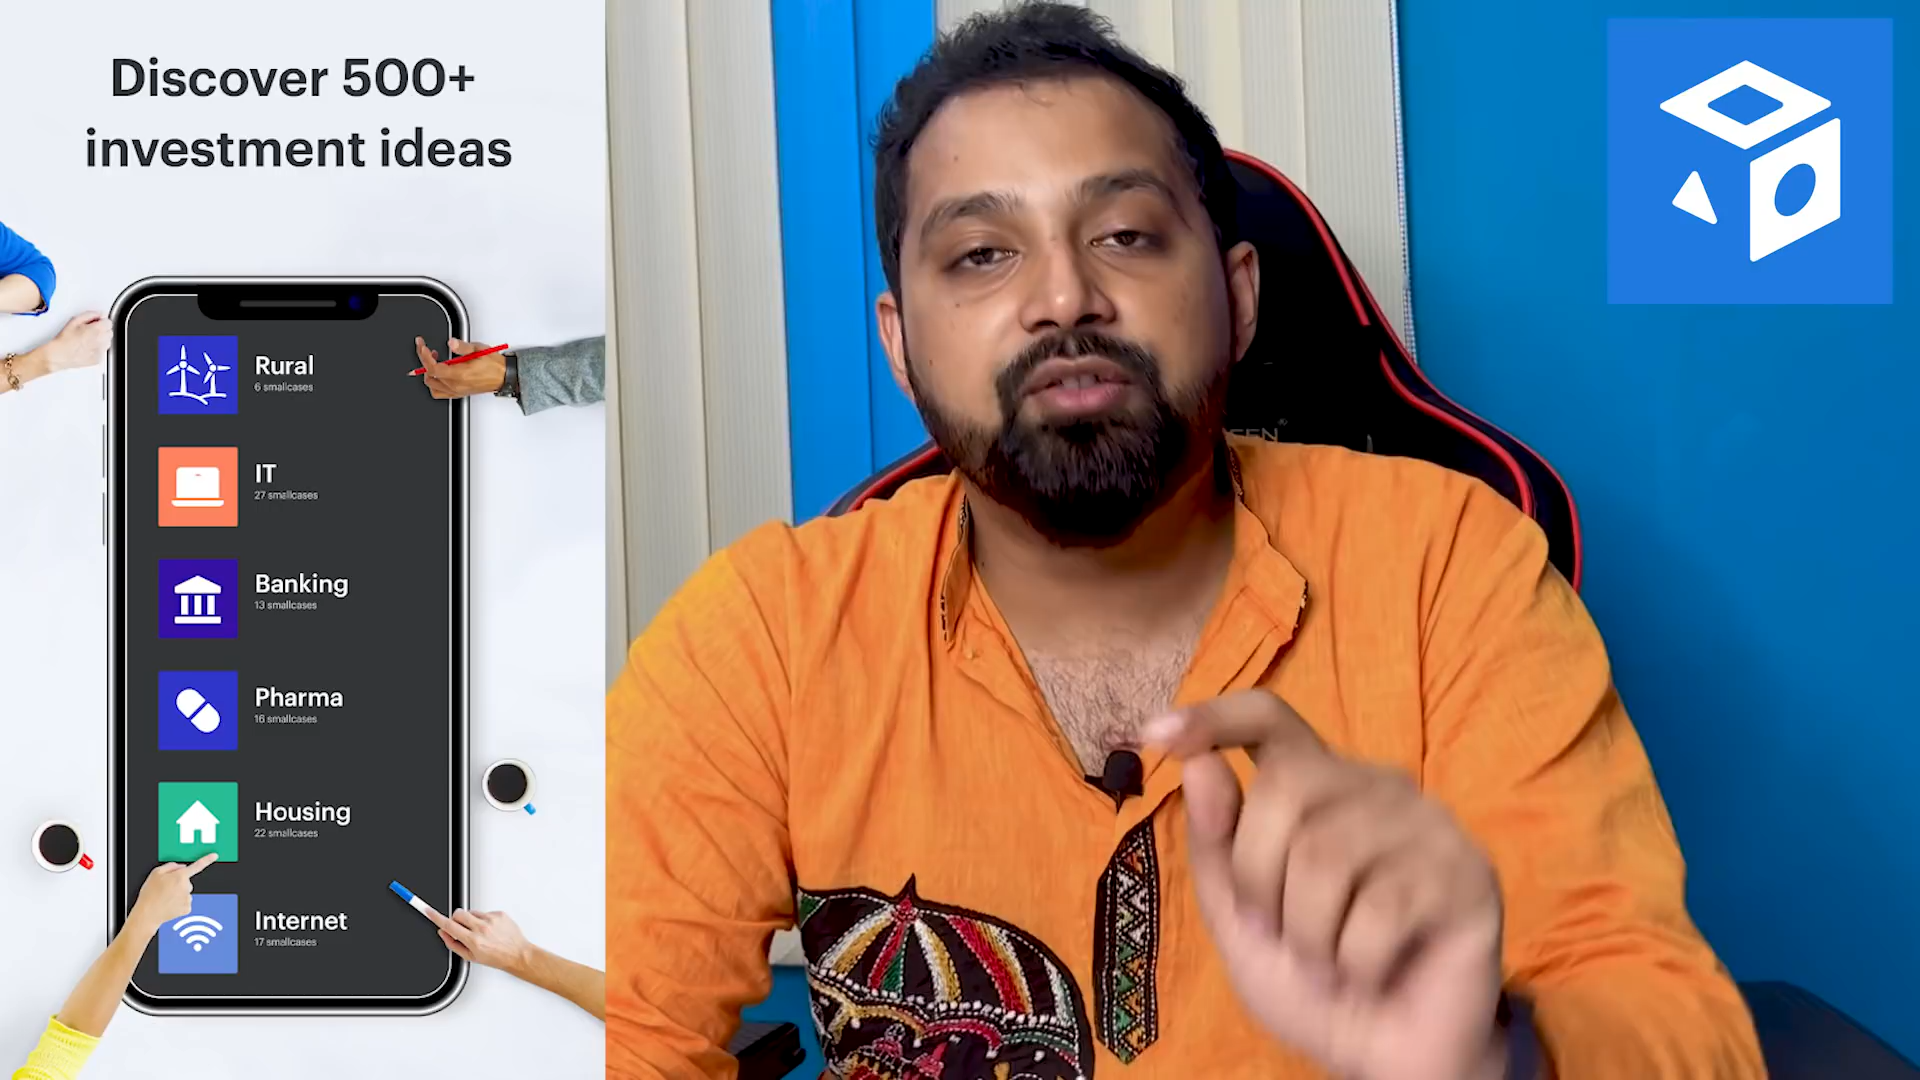 Discover 500+
investment ideas
Rural
6 smallcases
IT
27 smallcases
Banking
13 smallcases
Pharma
16 smallcases
Housing
22 smallcases
Internet
17 smallcases